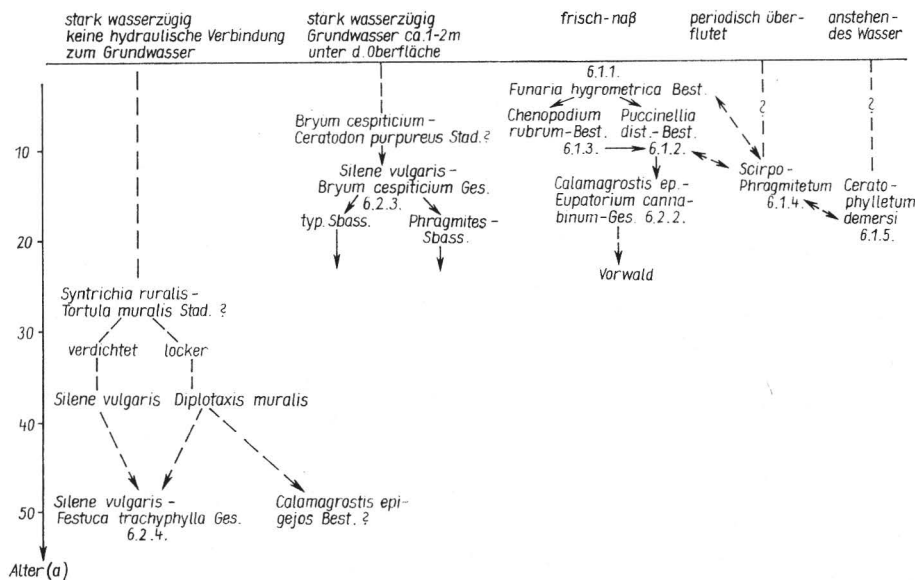 stark wasserzügig
keine hydraulische Verbindung
zum Grundwasser
stark wasserzügig
Grundwasser ca.1-2m
unter d. Oberfläche
frisch-naß
periodisch über-
flutet
anstehen-
des Wasser
6.1.1.
Funaria hygrometrica Best.
Chenopodium
rubrum-Best.
6.1.3.
Puccinellia
dist.-Best.
6.1.2.
?
?
Bryum cespiticium-
Ceratodon purpureus Stad. ?
10
Silene vulgaris-
Bryum cespiticium Ges.
6.2.3.
Calamagrostis ep.-
Eupatorium canna-
binum-Ges. 6.2.2.
Scirpo-
Phragmitetum
6.1.4.
Cerato-
phylletum
demersi
6.1.5.
typ. Sbass.
Phragmites-
Sbass.
20
Vorwald
Syntrichia ruralis-
Tortula muralis Stad. ?
30
verdichtet
locker
Silene vulgaris
Diplotaxis muralis
40
Silene vulgaris -
Festuca trachyphylla Ges.
6.2.4.
Calamagrostis epi-
gejos Best. ?
50
Alter (a)